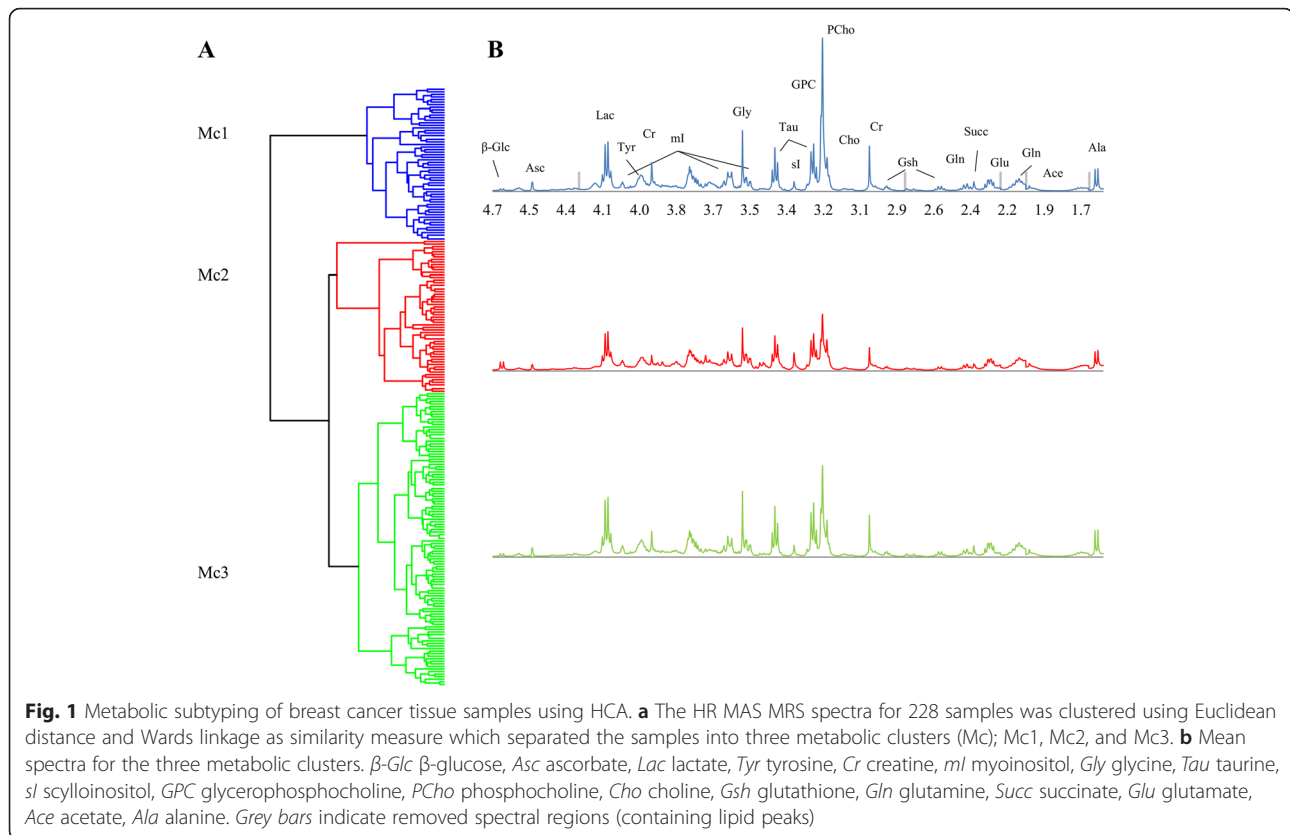 A
B
PCho
GPC
Lac
Gly
Mc1
Cr
mI
Tau
Cho
Cr
Succ
Tyr
β-Glc
Asc
sI
Gsh
Gln
Glu
Gln
Ace
Ala
4.7 4.5 4.4 4.1 4.0 3.8 3.7 3.5 3.4 3.2 3.1 2.9 2.6 2.4 2.2 1.9 1.7
Mc2
Mc3
Fig. 1 Metabolic subtyping of breast cancer tissue samples using HCA. a The HR MAS MRS spectra for 228 samples was clustered using Euclidean
distance and Wards linkage as similarity measure which separated the samples into three metabolic clusters (Mc); Mc1, Mc2, and Mc3. b Mean
spectra for the three metabolic clusters. β-Glc β-glucose, Asc ascorbate, Lac lactate, Tyr tyrosine, Cr creatine, mI myoinositol, Gly glycine, Tau taurine,
sI scylloinositol, GPC glycerophosphocholine, PCho phosphocholine, Cho choline, Gsh glutathione, Gln glutamine, Succ succinate, Glu glutamate,
Ace acetate, Ala alanine. Grey bars indicate removed spectral regions (containing lipid peaks)